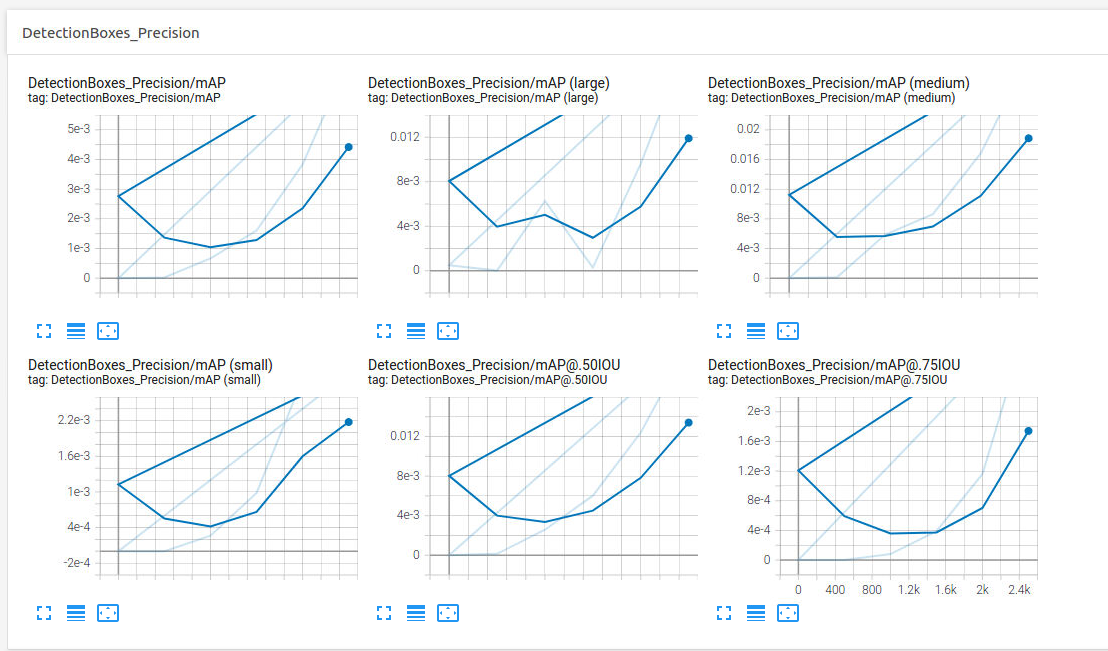 DetectionBoxes_Precision
DetectionBoxes_Precision/mAP
tag: DetectionBoxes_Precision/mAP
5e-3
4e-3
3e-3
2e-3
1e-3
0
DetectionBoxes_Precision/mAP (large)
tag: DetectionBoxes_Precision/mAP (large)
0.012
8e-3
4e-3
0
DetectionBoxes_Precision/mAP (medium)
tag: DetectionBoxes_Precision/mAP (medium)
0.02
0.016
0.012
8e-3
4e-3
0
DetectionBoxes_Precision/mAP (small)
tag: DetectionBoxes_Precision/mAP (small)
2.2e-3
1.6e-3
1e-3
4e-4
-2e-4
DetectionBoxes_Precision/mAP@.50IOU
tag: DetectionBoxes_Precision/mAP@.50IOU
0.012
8e-3
4e-3
0
DetectionBoxes_Precision/mAP@.75IOU
tag: DetectionBoxes_Precision/mAP@.75IOU
2e-3
1.6e-3
1.2e-3
8e-4
4e-4
0
0 400 800 1.2k 1.6k 2k 2.4k